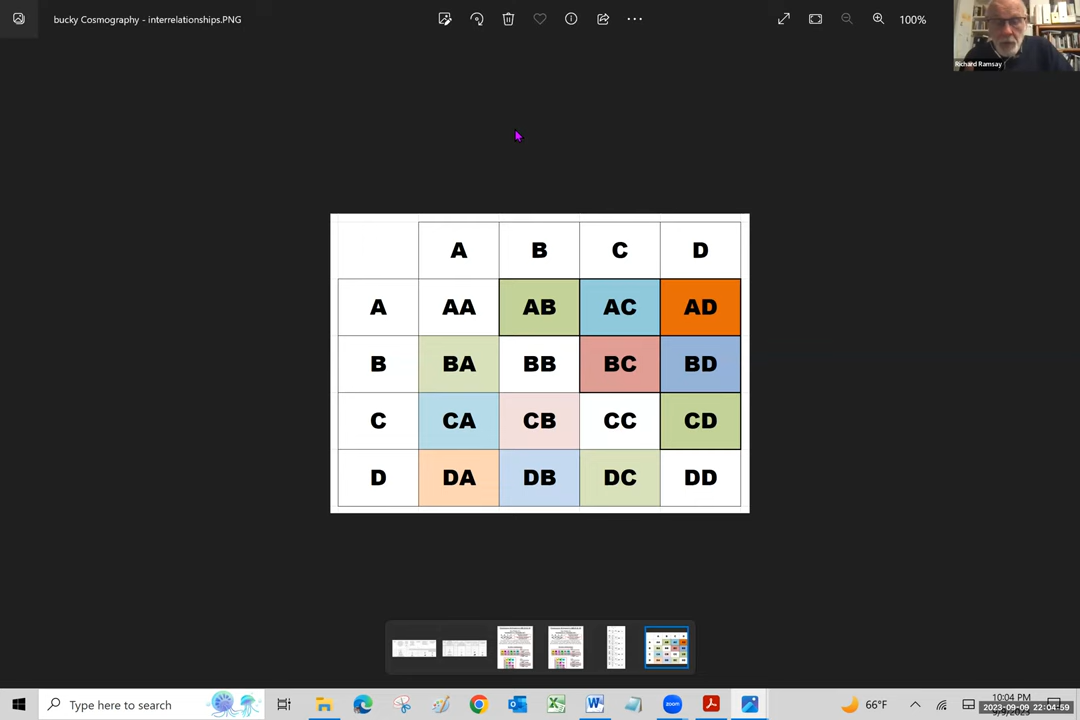 bucky Cosmography - interrelationships.PNG
100%
Richard Ramsay
A B C D
A AA AB AC AD
B BA BB BC BD
C CA CB CC CD
D DA DB DC DD
Type here to search
66°F
10:04 PM
2023-09-09 22:04:59